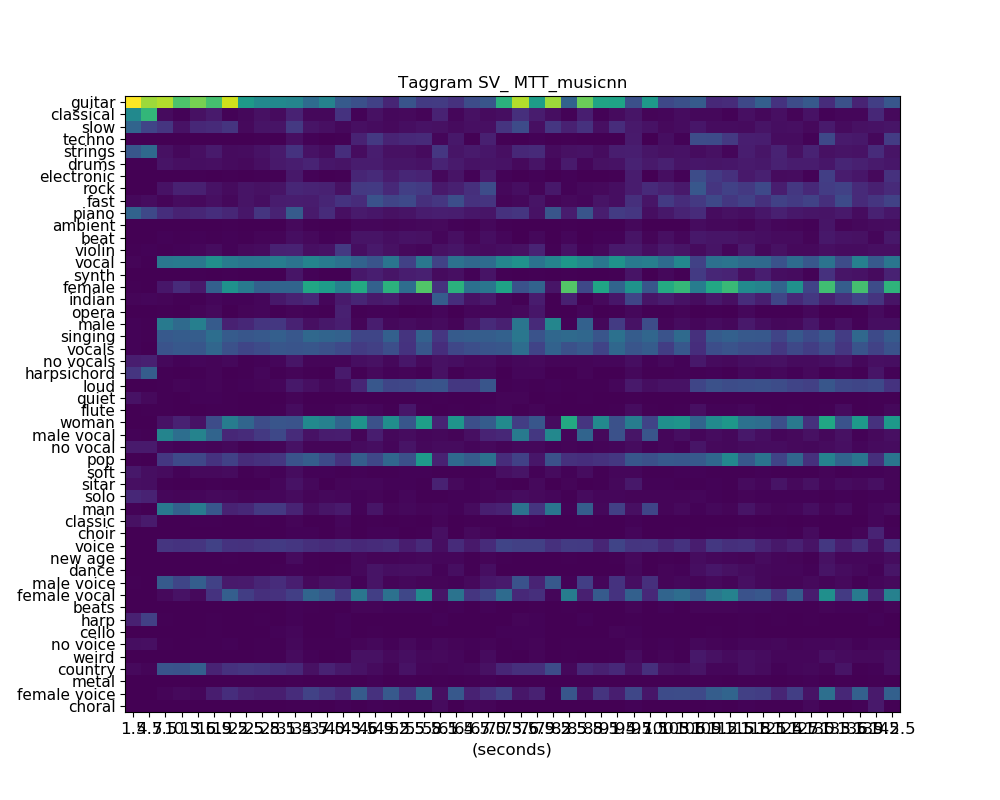 Taggram SV_ MTT_musicnn
guitar
classical
slow
techno
strings
drums
electronic
rock
fast
piano
ambient
beat
violin
vocal
synth
female
indian
opera
male
singing
vocals
no vocals
harpsichord
loud
quiet
flute
woman
male vocal
no vocal
pop
soft
sitar
solo
man
classic
choir
voice
new age
dance
male voice
female vocal
beats
harp
cello
no voice
weird
country
metal
female voice
choral
(seconds)